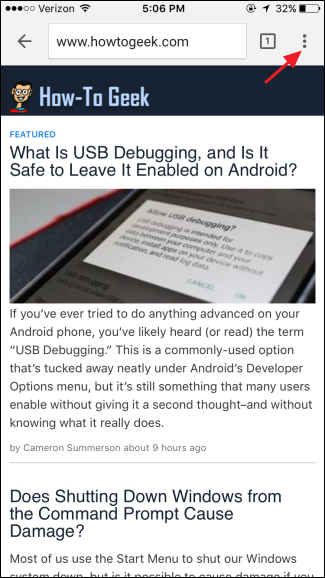 Verizon 5:06 PM 32%
www.howtogeek.com 1
How-To Geek
FEATURED
What Is USB Debugging, and Is It
Safe to Leave It Enabled on Android?
Allow USB debugging?
USB debugging is intended for
development purposes only. Use it to copy
data between your computer and your
device, install apps on your device without
notification, and read log data
CANCEL OK
If you’ve ever tried to do anything advanced on your
Android phone, you’ve likely heard (or read) the term
“USB Debugging.” This is a commonly-used option
that’s tucked away neatly under Android’s Developer
Options menu, but it’s still something that many users
enable without giving it a second thought–and without
knowing what it really does.
by Cameron Summerson about 9 hours ago
Does Shutting Down Windows from
the Command Prompt Cause
Damage?
Most of us use the Start Menu to shut our Windows
system down, but is it possible to cause damage if you